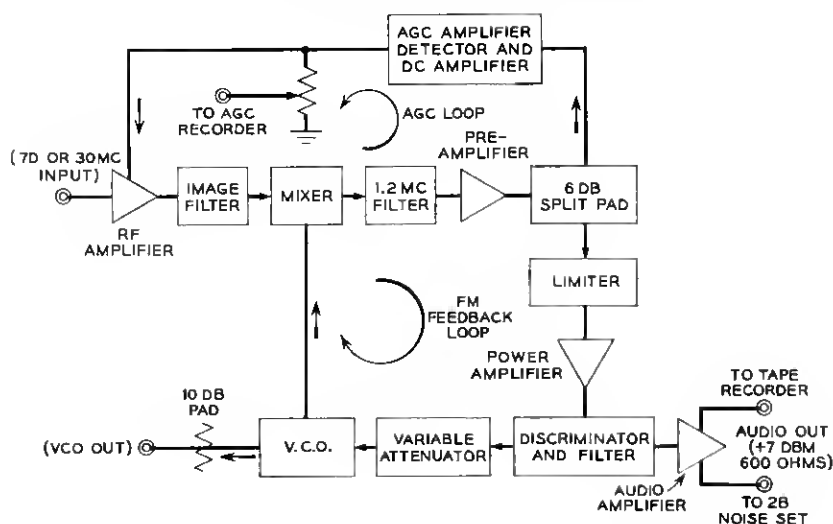 AGC AMPLIFIER
DETECTOR AND
DC AMPLIFIER
TO AGC
RECORDER
AGC LOOP
PRE-
AMPLIFIER
(7D OR 30MC
INPUT)
RF
AMPLIFIER
IMAGE
FILTER
MIXER
1.2 MC
FILTER
6 DB
SPLIT PAD
LIMITER
FM
FEEDBACK
LOOP
POWER
AMPLIFIER
10 DB
PAD
(VCO OUT)
V.C.O.
VARIABLE
ATTENUATOR
DISCRIMINATOR
AND FILTER
AUDIO
AMPLIFIER
TO TAPE
RECORDER
AUDIO OUT
(+7 DBM
600 OHMS)
TO 2B
NOISE SET